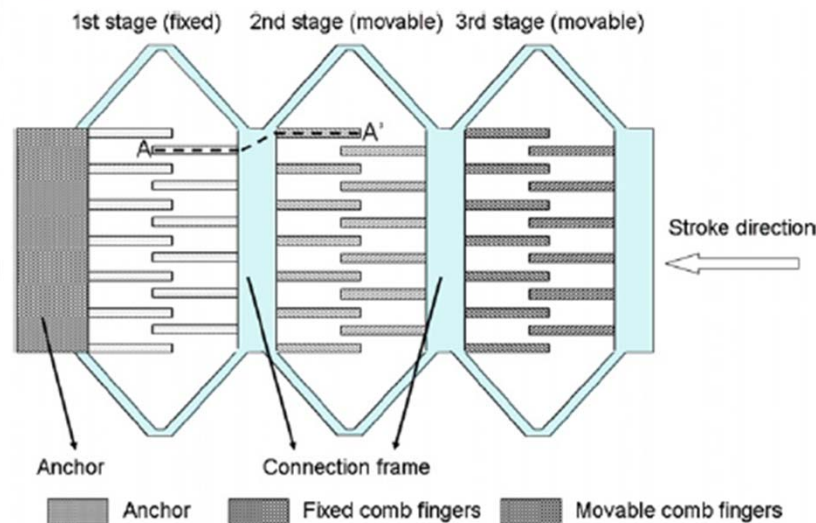 1st stage (fixed) 2nd stage (movable) 3rd stage (movable)
A A'
Stroke direction
Anchor Connection frame
Anchor Fixed comb fingers Movable comb fingers